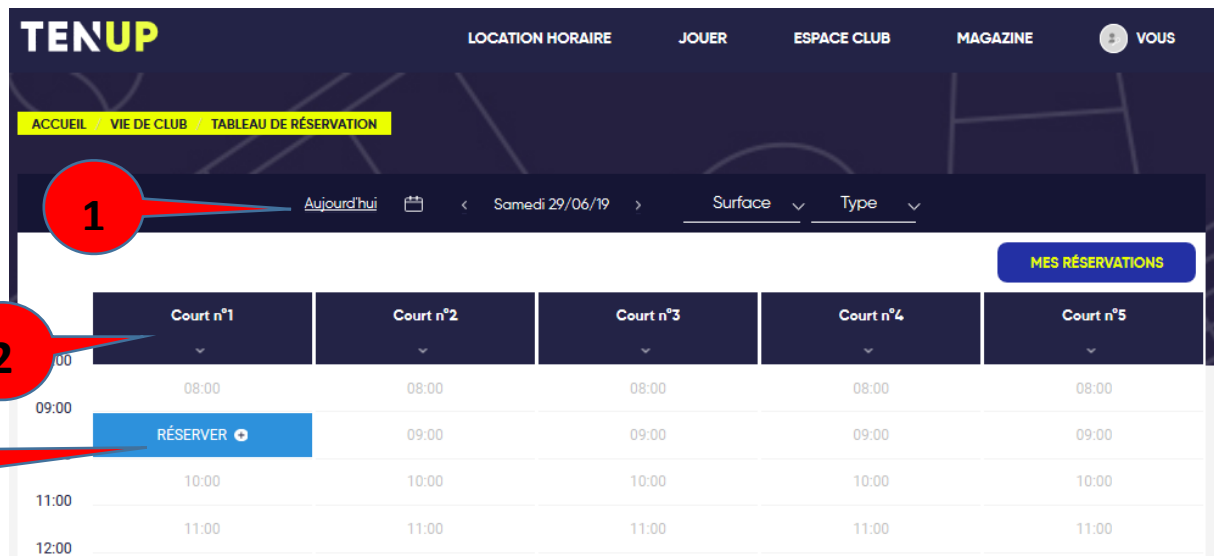 TENUP LOCATION HORAIRE JOUER ESPACE CLUB MAGAZINE VOUS
ACCUEIL / VIE DE CLUB / TABLEAU DE RÉSERVATION
1 Aujourd'hui < Samedi 29/06/19 > Surface Type
MES RÉSERVATIONS
Court n°1 Court n°2 Court n°3 Court n°4 Court n°5
2
08:00 08:00 08:00 08:00 08:00
09:00
RÉSERVER 09:00 09:00 09:00 09:00
10:00 10:00 10:00 10:00 10:00
11:00
11:00 11:00 11:00 11:00 11:00
12:00